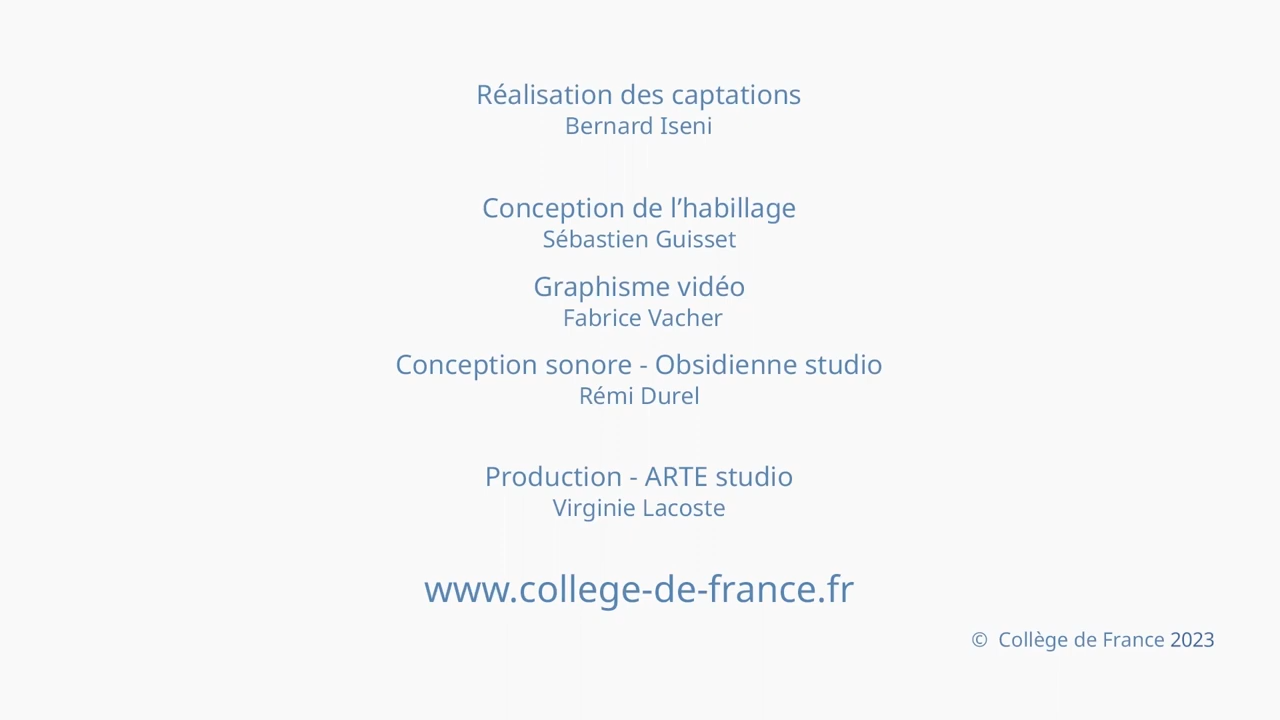 Réalisation des captations
Bernard Iseni
Conception de l’habillage
Sébastien Guisset
Graphisme vidéo
Fabrice Vacher
Conception sonore - Obsidienne studio
Rémi Durel
Production - ARTE studio
Virginie Lacoste
www.college-de-france.fr
© Collège de France 2023